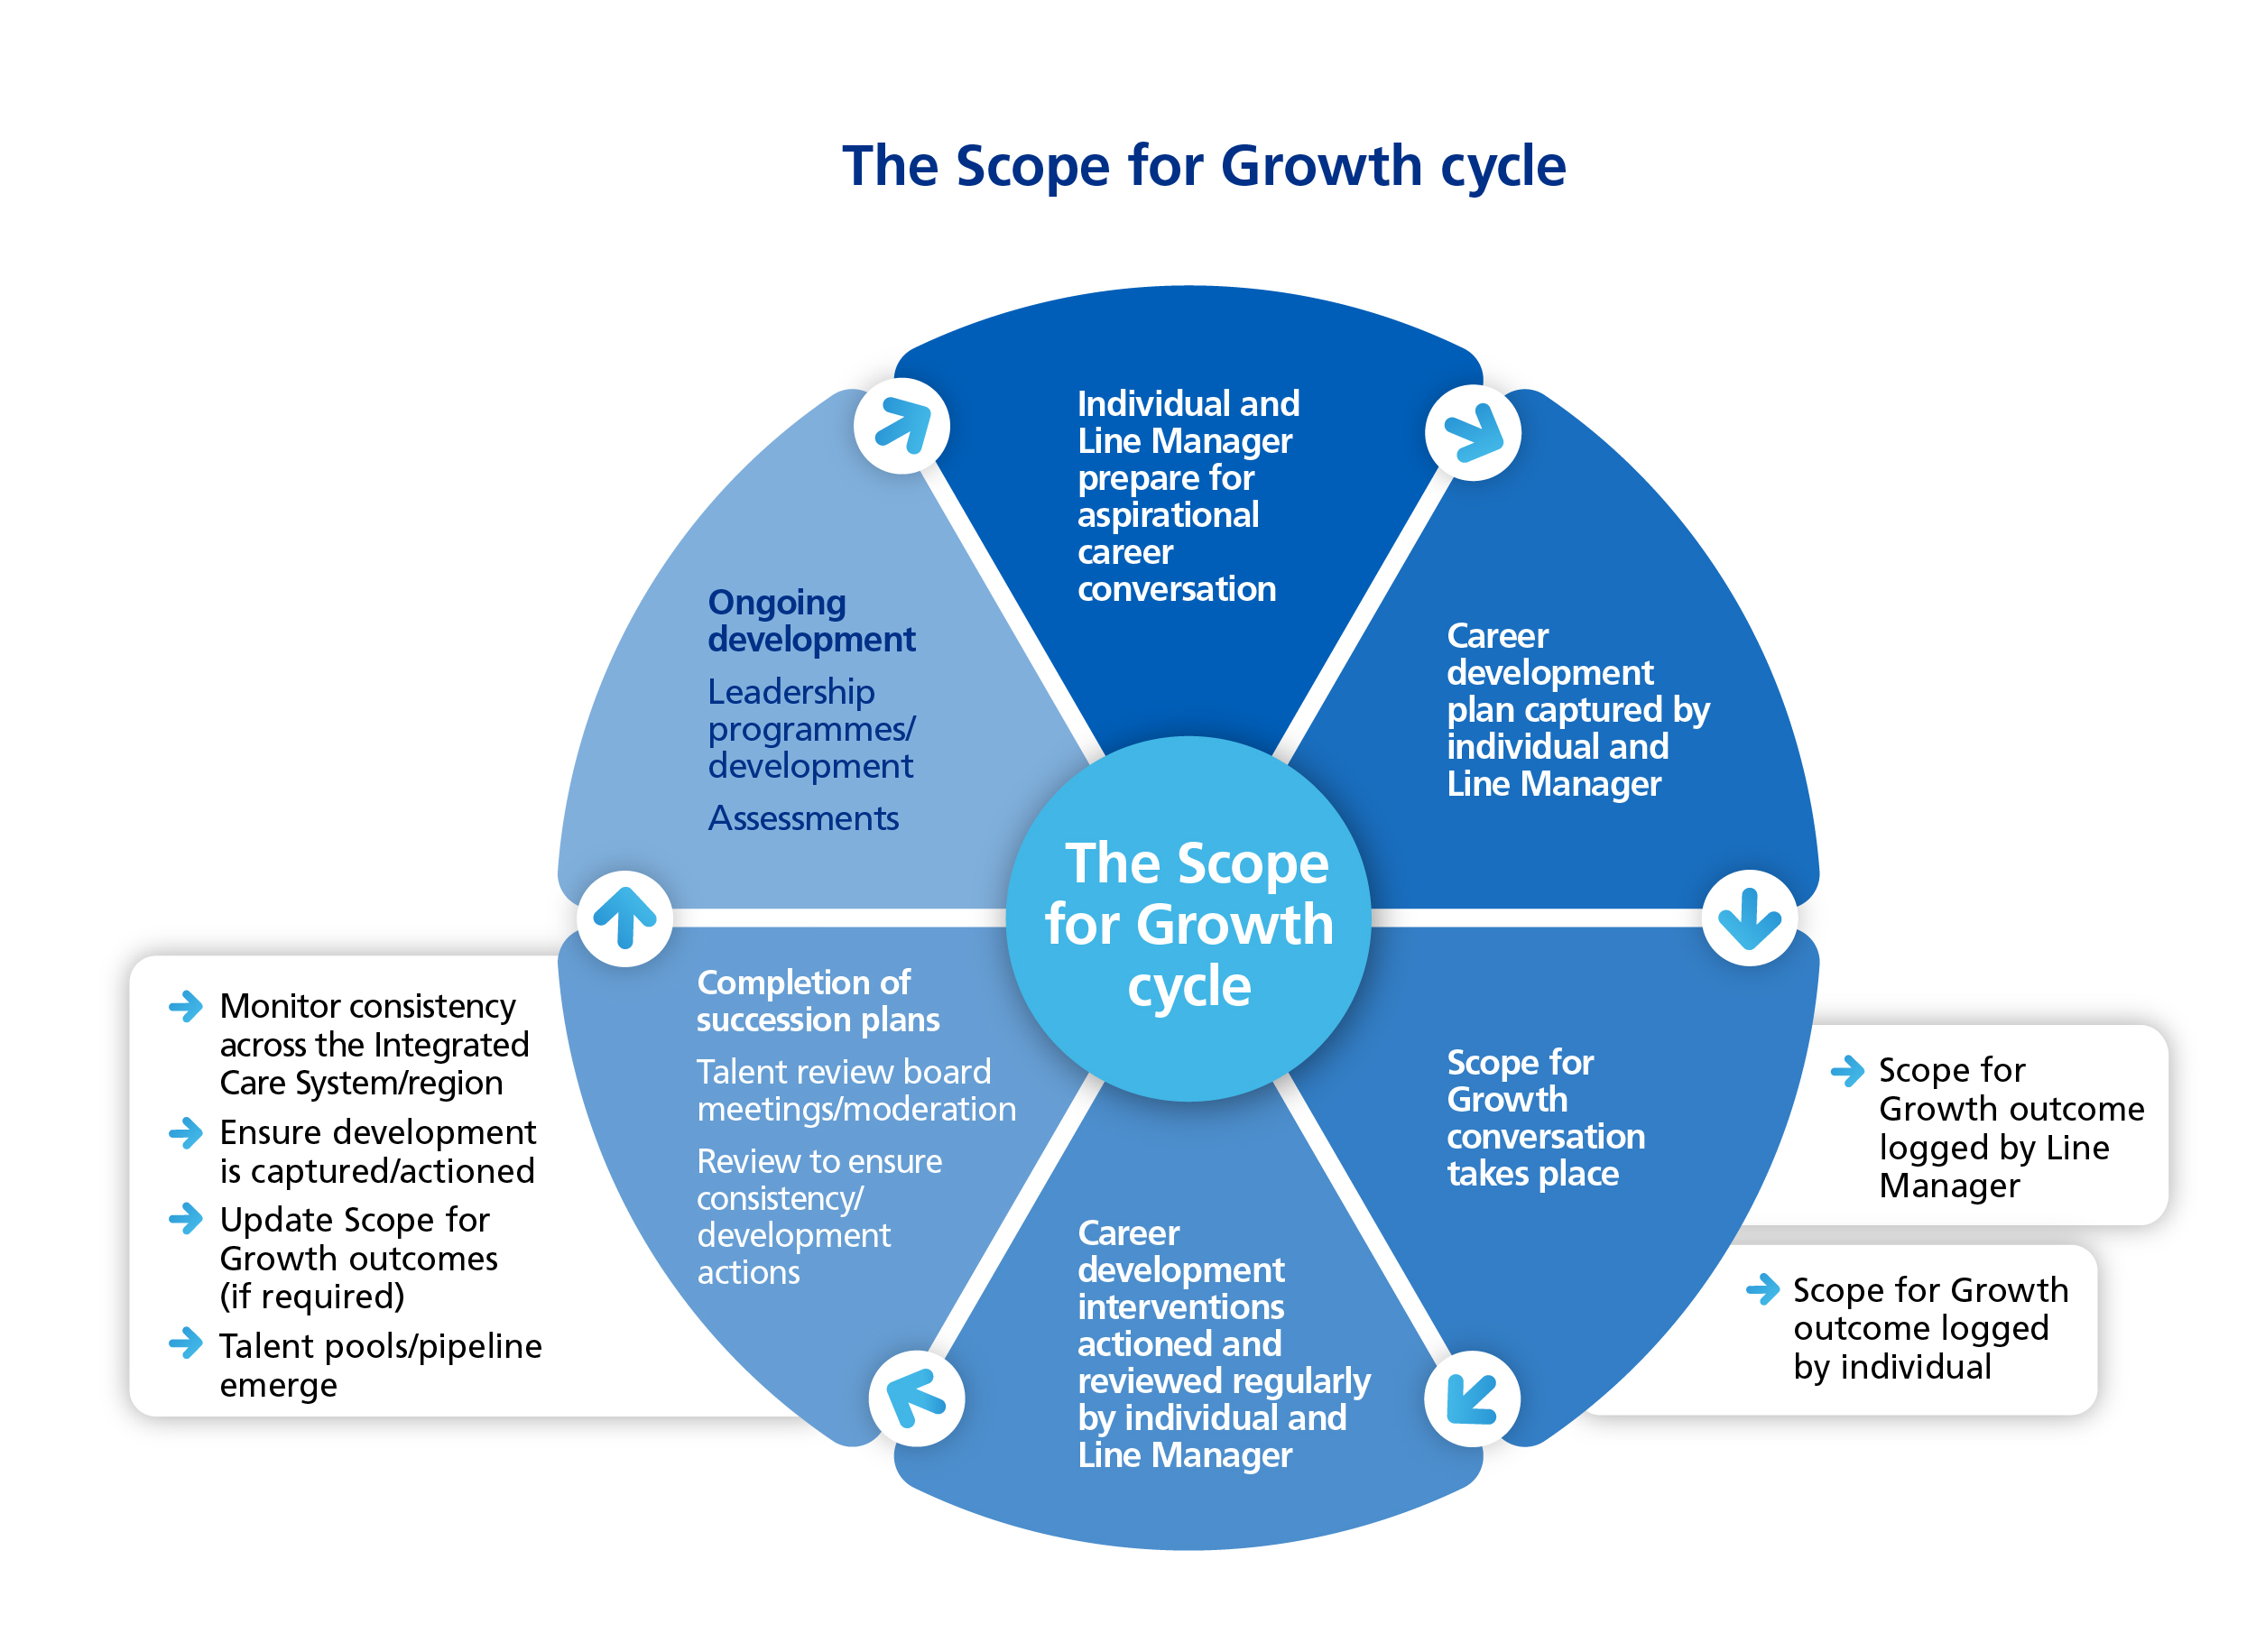 The Scope for Growth cycle
Individual and
Line Manager
prepare for
aspirational
career
conversation
Career
development
plan captured by
individual and
Line Manager
Scope for
Growth
conversation
takes place
Scope for
Growth outcome
logged by Line
Manager
Scope for Growth
outcome logged
by individual
Career
development
interventions
actioned and
reviewed regularly
by individual and
Line Manager
Completion of
succession plans
Talent review board
meetings/moderation
Review to ensure
consistency/
development
actions
Monitor consistency
across the Integrated
Care System/region
Ensure development
is captured/actioned
Update Scope for
Growth outcomes
(if required)
Talent pools/pipeline
emerge
Ongoing
development
Leadership
programmes/
development
Assessments
The Scope
for Growth
cycle